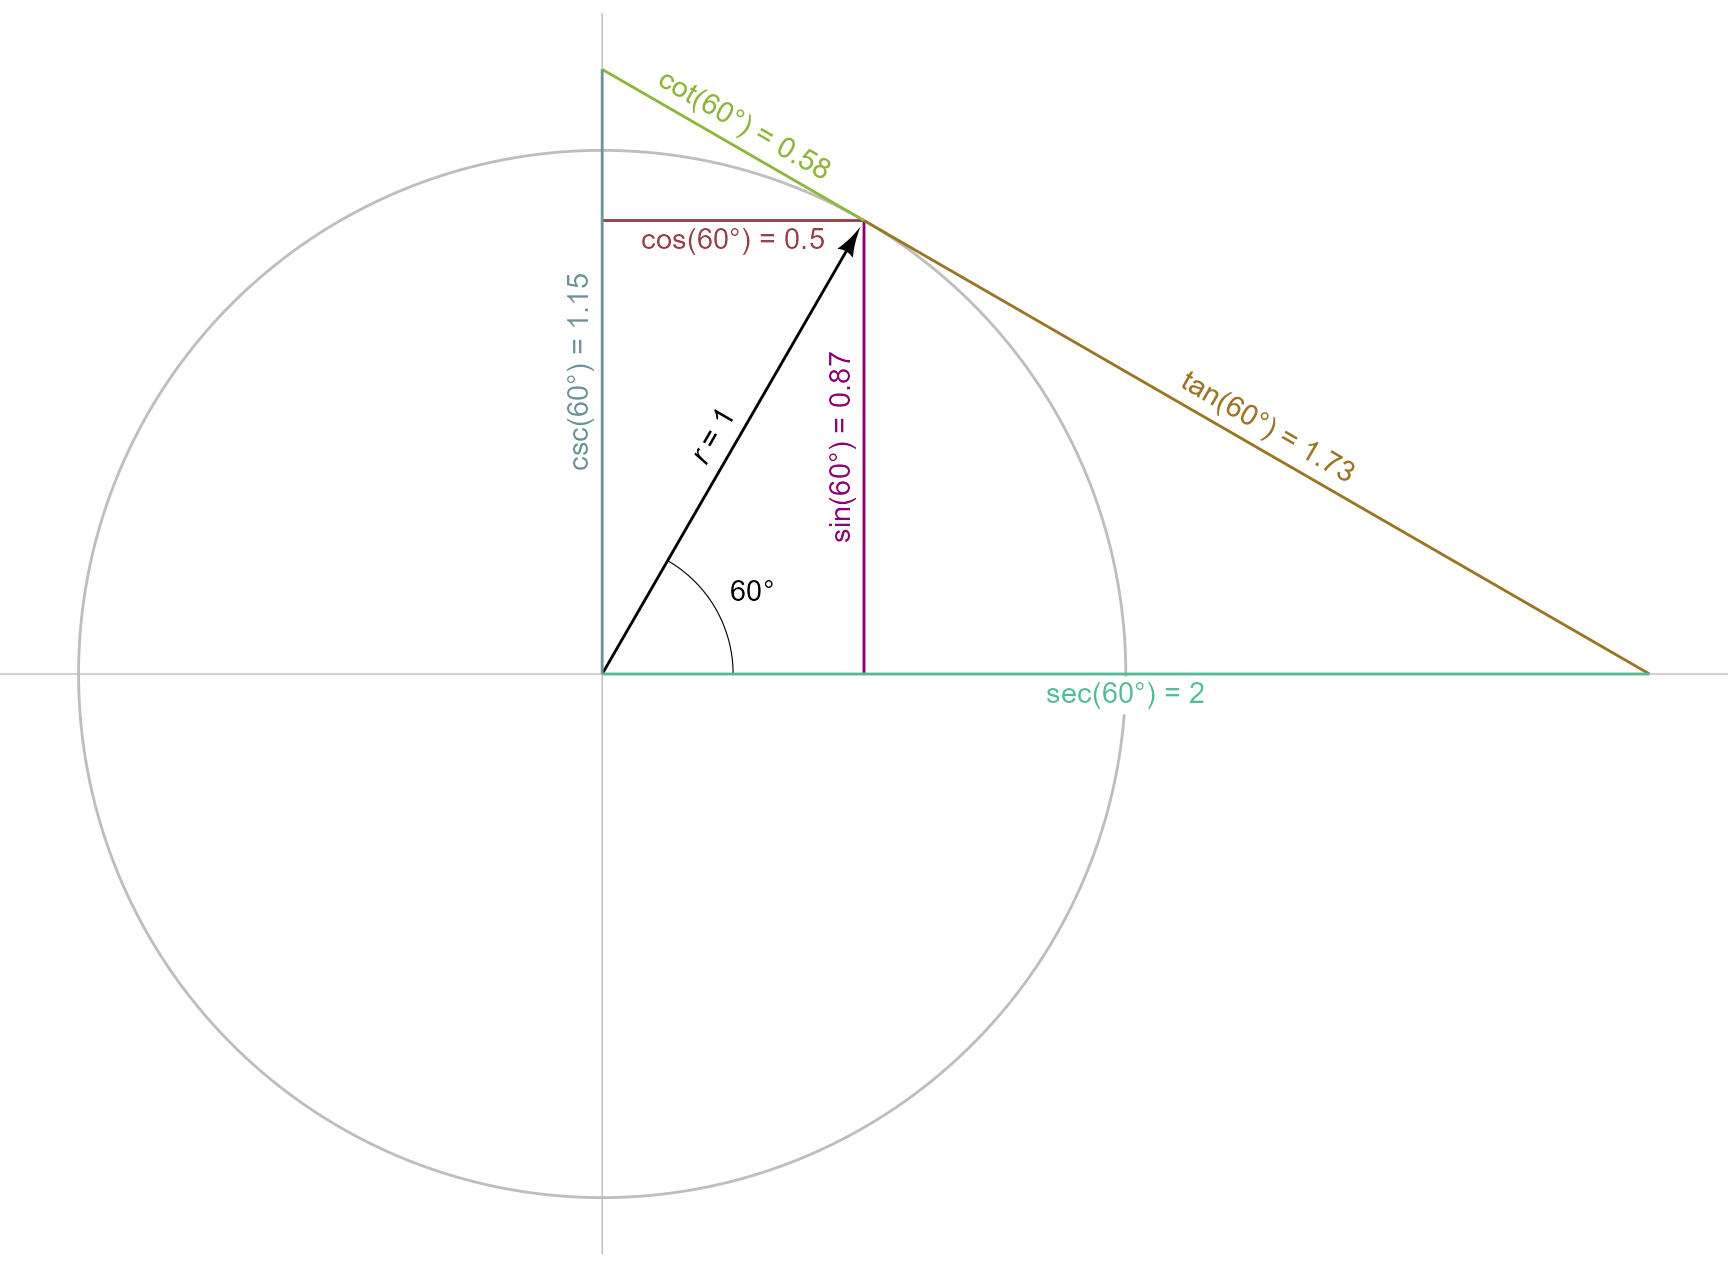 cot(60°) = 0.58
cos(60°) = 0.5
csc(60°) = 1.15
r = 1
sin(60°) = 0.87
tan(60°) = 1.73
60°
sec(60°) = 2